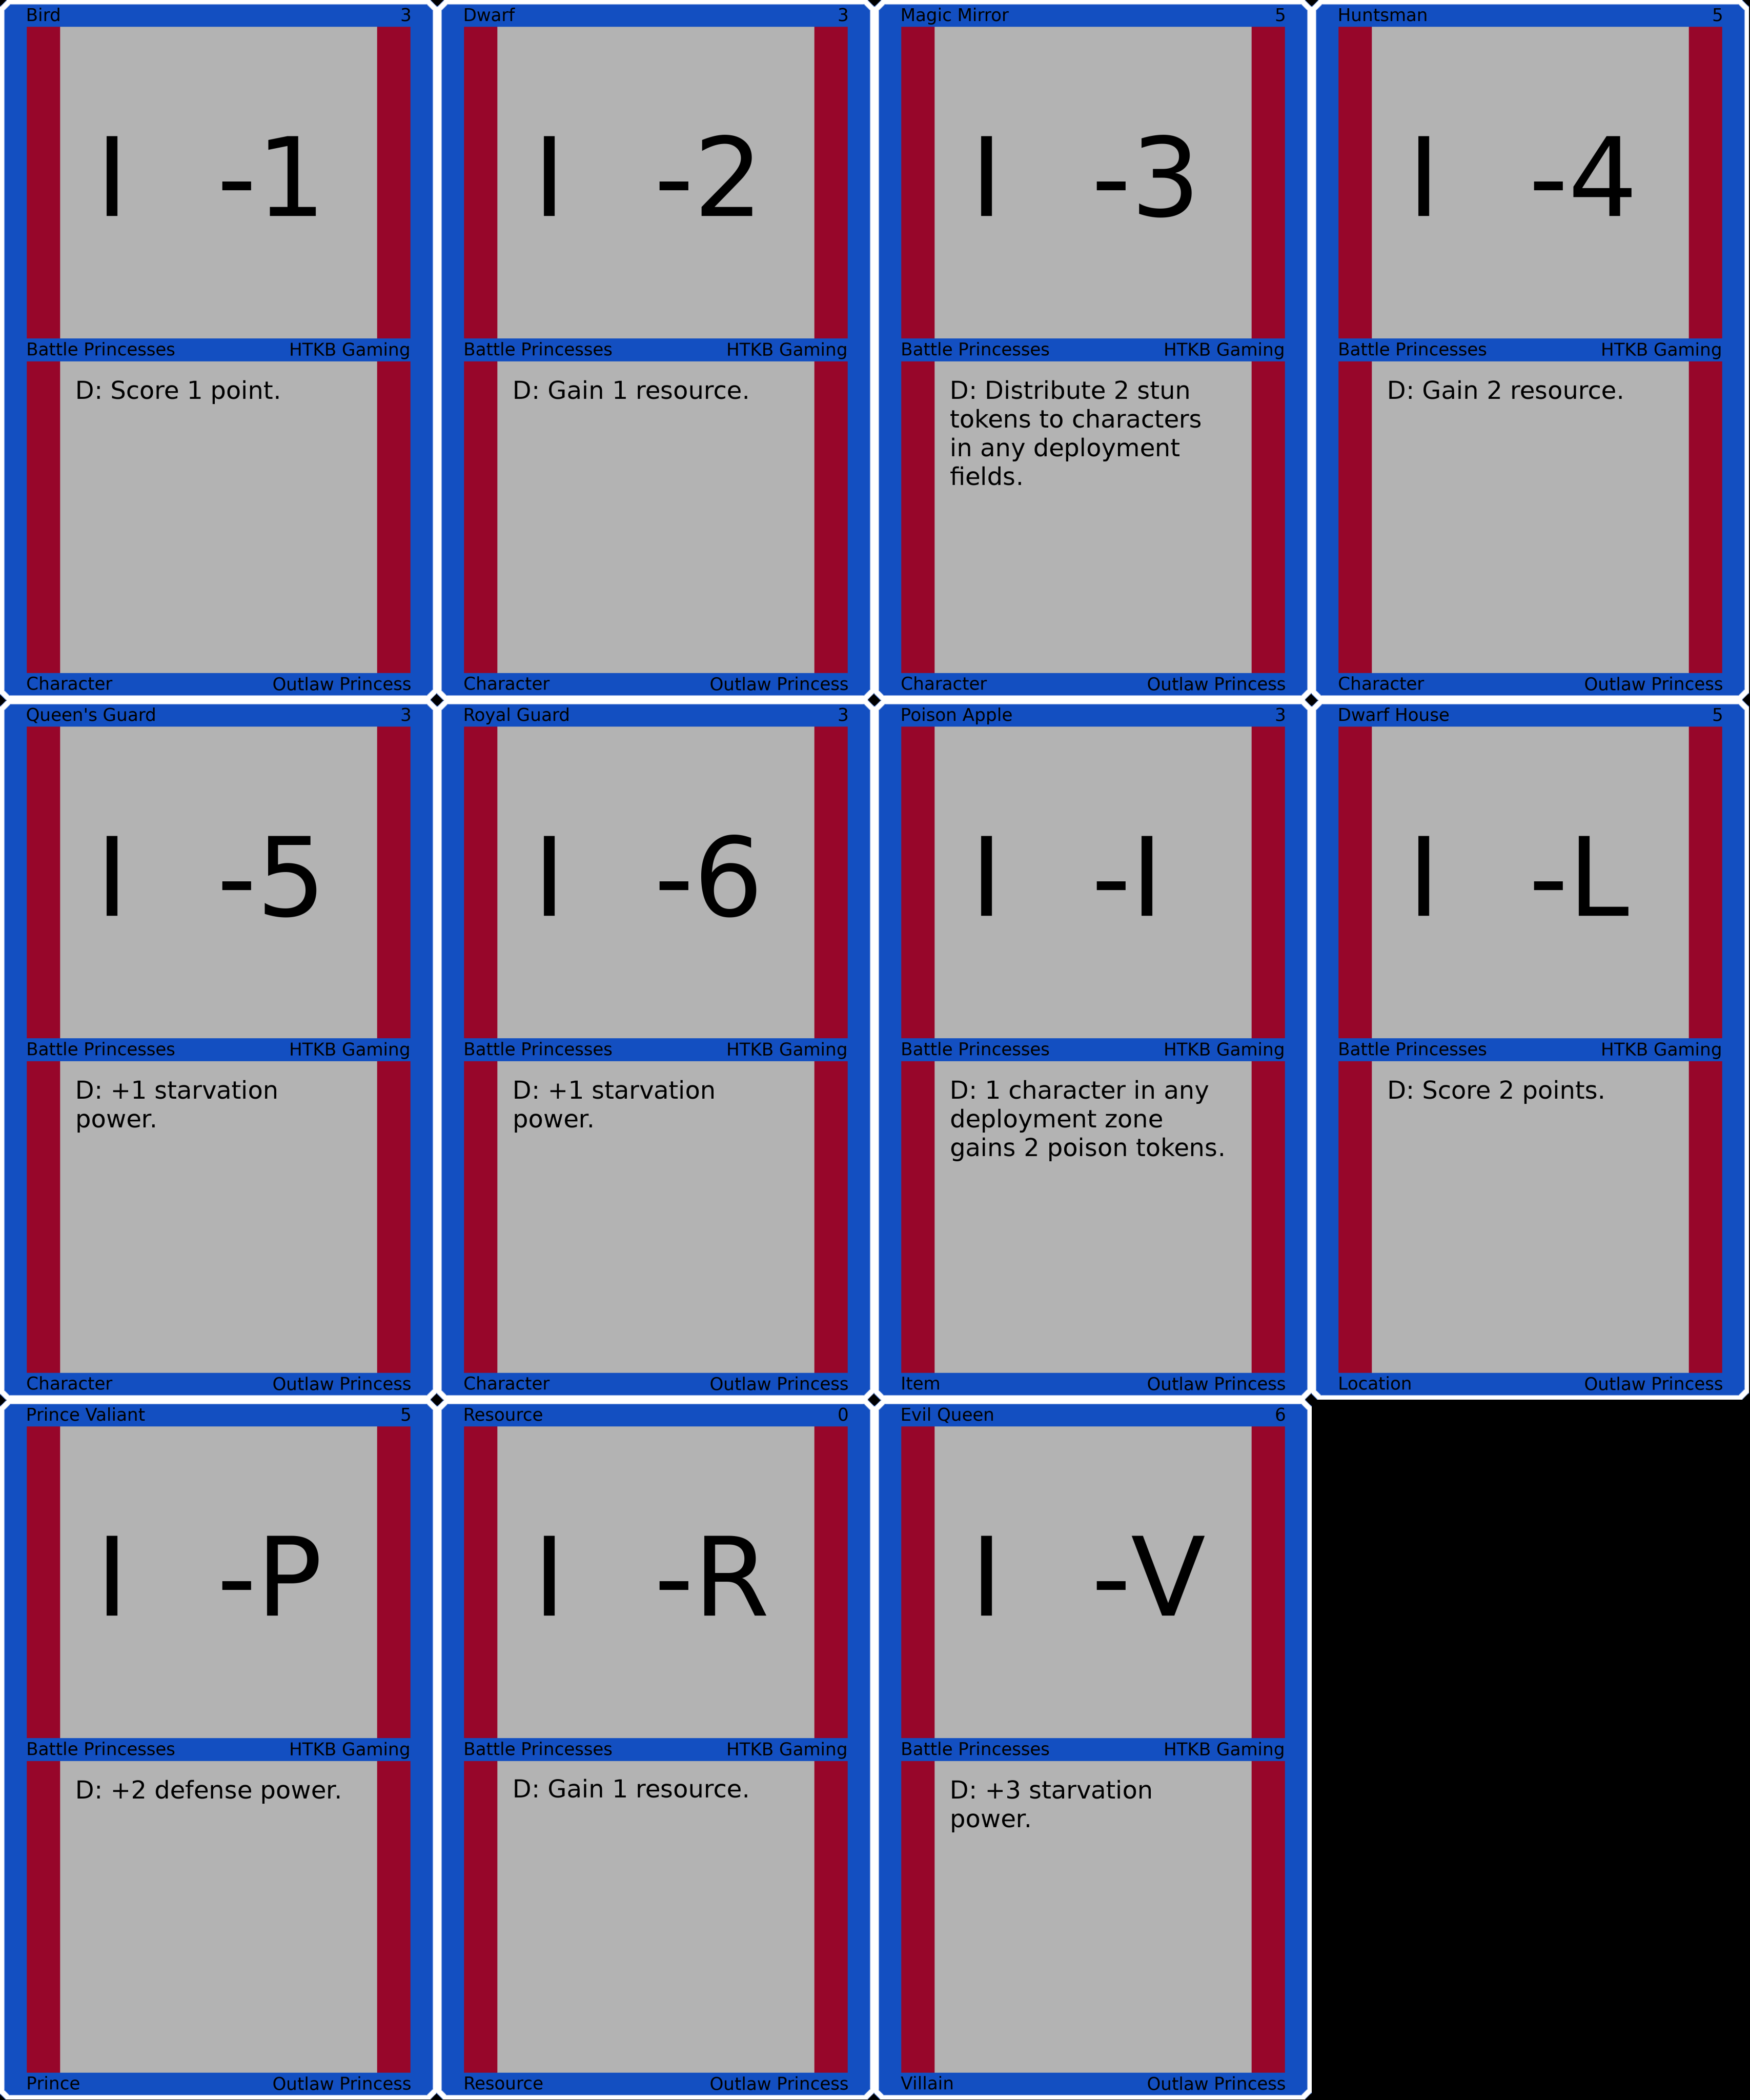 Bird 3
I -1
Battle Princesses HTKB Gaming
D: Score 1 point.
Character Outlaw Princess
Dwarf 3
I -2
Battle Princesses HTKB Gaming
D: Gain 1 resource.
Character Outlaw Princess
Magic Mirror 5
I -3
Battle Princesses HTKB Gaming
D: Distribute 2 stun
tokens to characters
in any deployment
fields.
Character Outlaw Princess
Huntsman 5
I -4
Battle Princesses HTKB Gaming
D: Gain 2 resource.
Character Outlaw Princess
Queen's Guard 3
I -5
Battle Princesses HTKB Gaming
D: +1 starvation
power.
Character Outlaw Princess
Royal Guard 3
I -6
Battle Princesses HTKB Gaming
D: +1 starvation
power.
Character Outlaw Princess
Poison Apple 3
I -I
Battle Princesses HTKB Gaming
D: 1 character in any
deployment zone
gains 2 poison tokens.
Item Outlaw Princess
Dwarf House 5
I -L
Battle Princesses HTKB Gaming
D: Score 2 points.
Location Outlaw Princess
Prince Valiant 5
I -P
Battle Princesses HTKB Gaming
D: +2 defense power.
Prince Outlaw Princess
Resource 0
I -R
Battle Princesses HTKB Gaming
D: Gain 1 resource.
Resource Outlaw Princess
Evil Queen 6
I -V
Battle Princesses HTKB Gaming
D: +3 starvation
power.
Villain Outlaw Princess